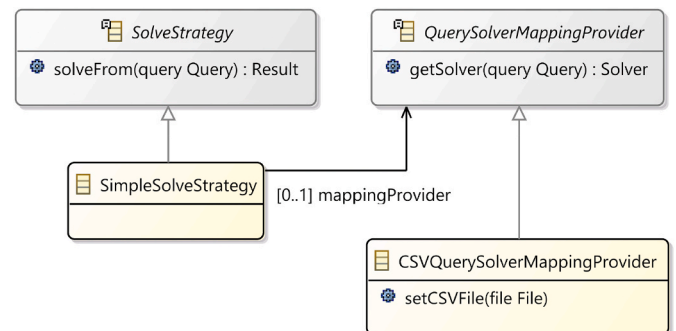 SolveStrategy
solveFrom(query Query) : Result
QuerySolverMappingProvider
getSolver(query Query) : Solver
SimpleSolveStrategy
[0..1] mappingProvider
CSVQuerySolverMappingProvider
setCSVFile(file File)